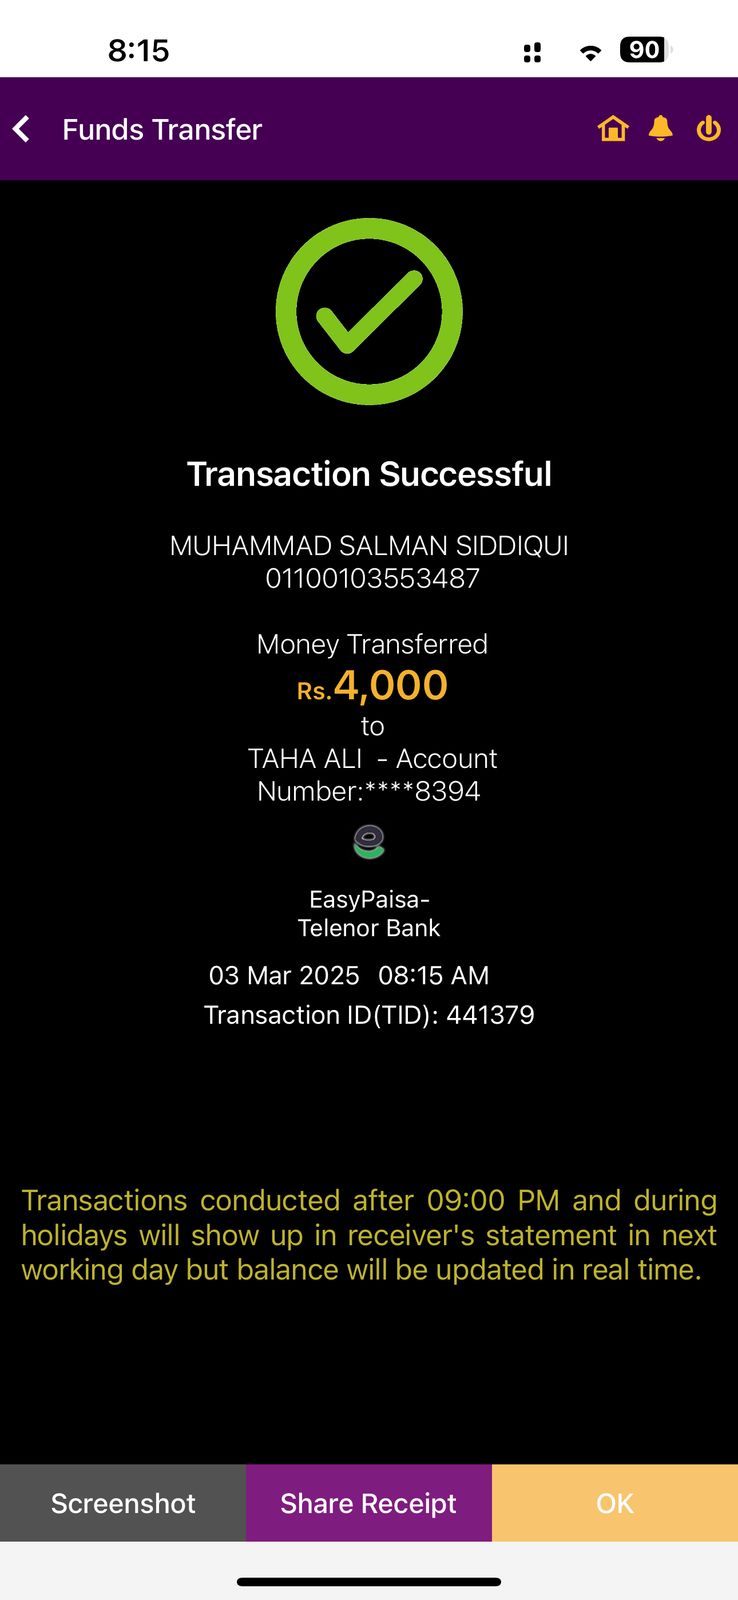 8:15
90
Funds Transfer
Transaction Successful
MUHAMMAD SALMAN SIDDIQUI
01100103553487
Money Transferred
Rs.4,000
to
TAHA ALI - Account
Number:****8394
EasyPaisa-
Telenor Bank
03 Mar 2025 08:15 AM
Transaction ID(TID): 441379
Transactions conducted after 09:00 PM and during
holidays will show up in receiver's statement in next
working day but balance will be updated in real time.
Screenshot
Share Receipt
OK